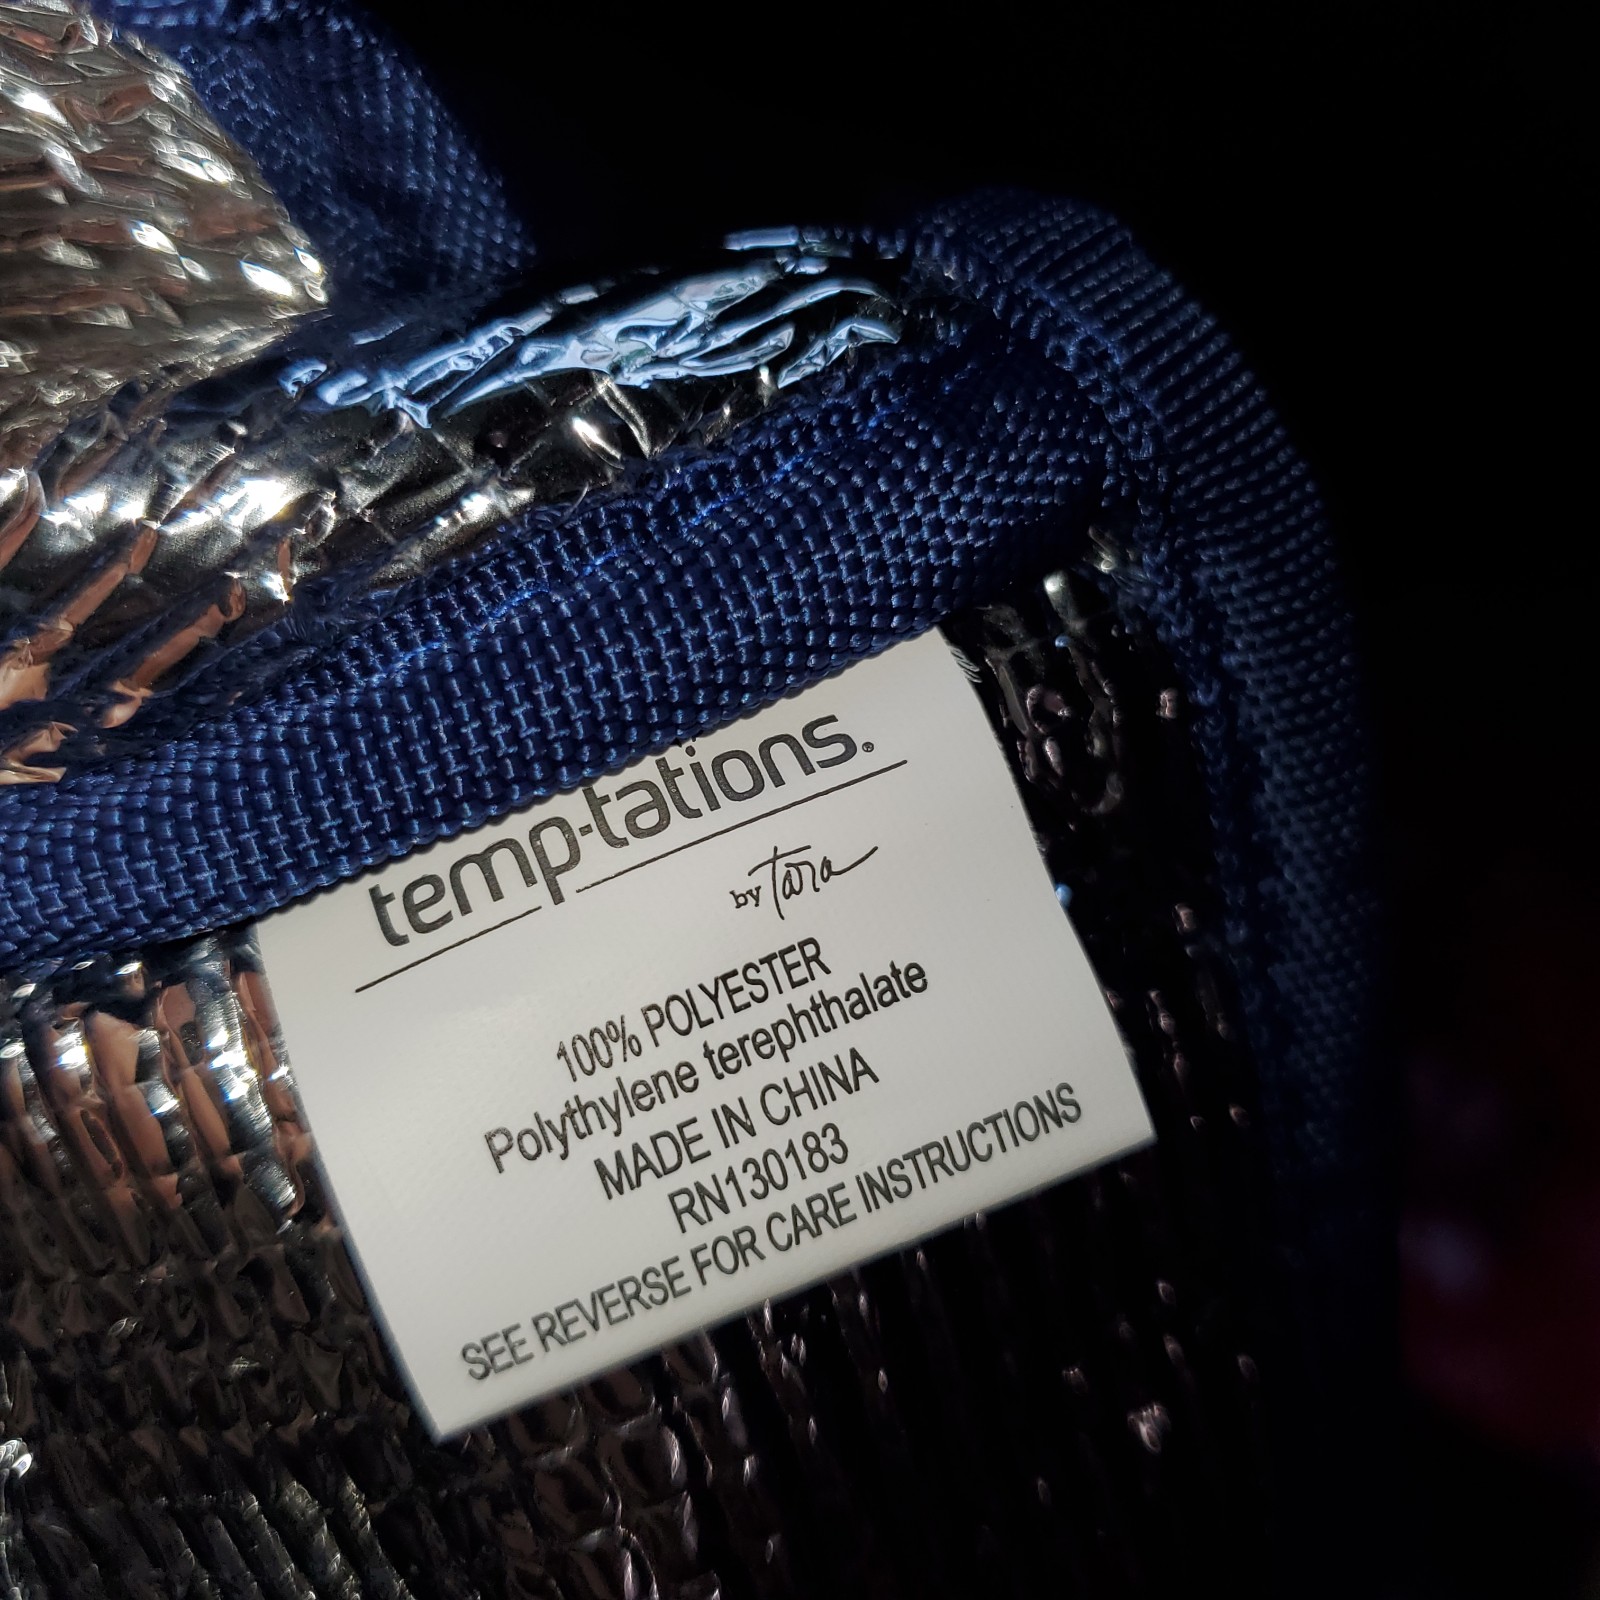 temp-tations.®
by Tara
100% POLYESTER
Polythylene terephthalate
MADE IN CHINA
RN130183
SEE REVERSE FOR CARE INSTRUCTIONS